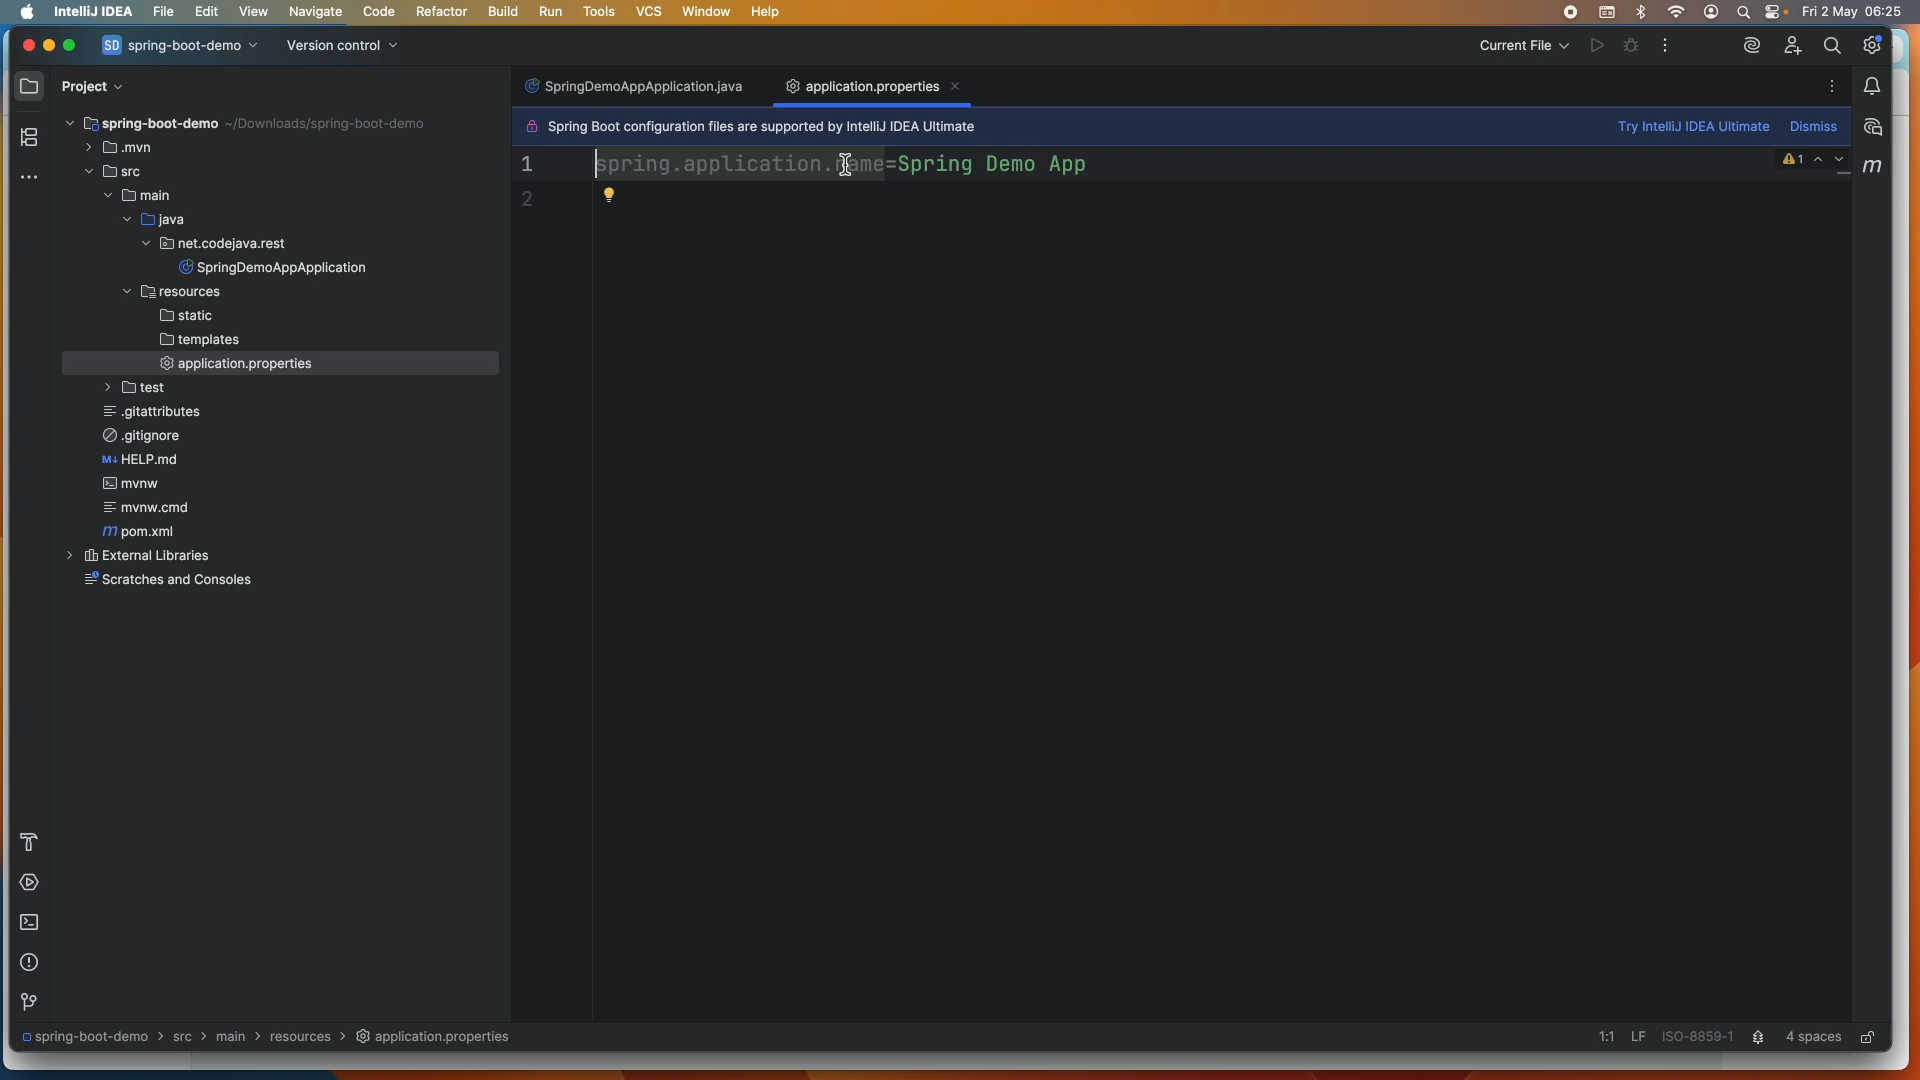 IntelliJ IDEA File Edit View Navigate Code Refactor Build Run Tools VCS Window Help Fri 2 May 06:25
SD spring-boot-demo Version control Current File
Project
SpringDemoAppApplication.java application.properties
spring-boot-demo ~/Downloads/spring-boot-demo
Spring Boot configuration files are supported by IntelliJ IDEA Ultimate Try IntelliJ IDEA Ultimate Dismiss
.mvn
1 spring.application.name=Spring Demo App 1
src
main
2
java
net.codejava.rest
SpringDemoAppApplication
resources
static
templates
application.properties
test
.gitattributes
.gitignore
M↓ HELP.md
mvnw
mvnw.cmd
m pom.xml
External Libraries
Scratches and Consoles
spring-boot-demo > src > main > resources > application.properties 1:1 LF ISO-8859-1 4 spaces